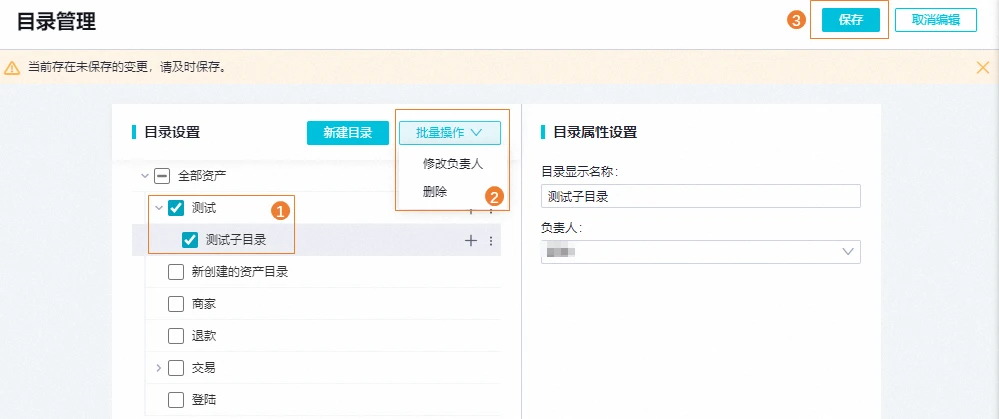 目录管理
3
保存
取消编辑
当前存在未保存的变更，请及时保存。
目录设置
新建目录
批量操作
修改负责人
删除
2
全部资产
测试
1
测试子目录
新创建的资产目录
商家
退款
交易
登陆
目录属性设置
目录显示名称：
测试子目录
负责人：